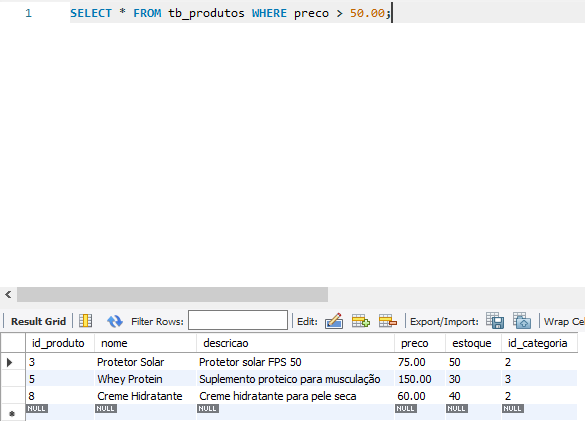 1 SELECT * FROM tb_produtos WHERE preco > 50.00;
Result Grid Filter Rows: Edit: Export/Import: Wrap Cel
id_produto nome descricao preco estoque id_categoria
3 Protetor Solar Protetor solar FPS 50 75.00 50 2
5 Whey Protein Suplemento proteico para musculação 150.00 30 3
8 Creme Hidratante Creme hidratante para pele seca 60.00 40 2
NULL NULL NULL NULL NULL NULL